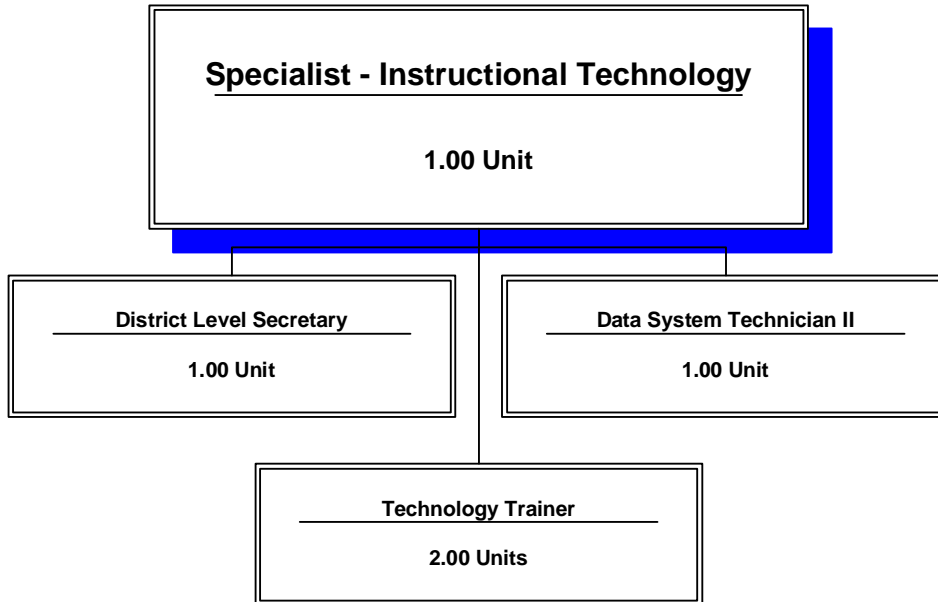 Specialist - Instructional Technology
1.00 Unit
District Level Secretary
1.00 Unit
Data System Technician II
1.00 Unit
Technology Trainer
2.00 Units